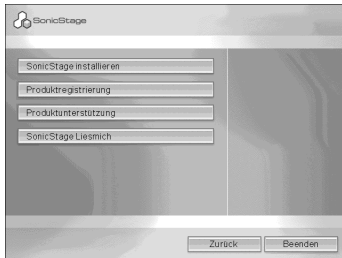 SonicStage
SonicStage installieren
Produktregistrierung
Produktunterstützung
SonicStage Liesmich
Zurück
Beenden